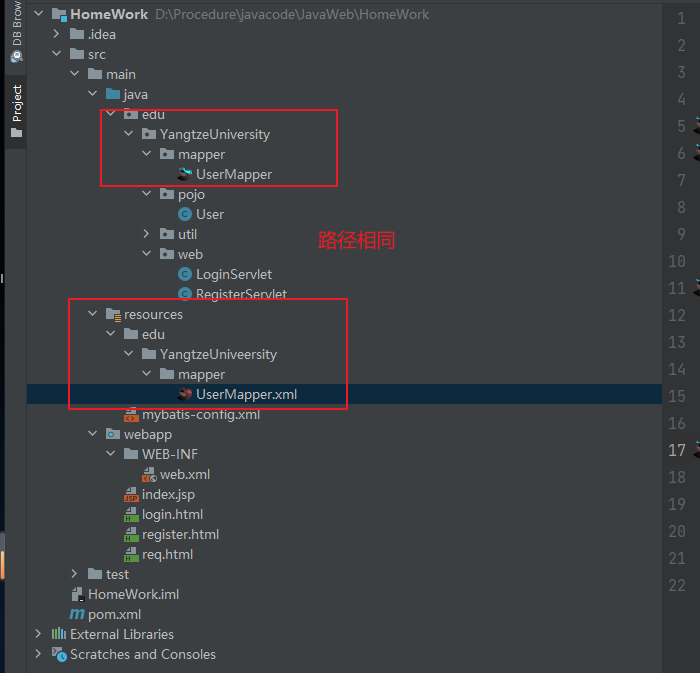 HomeWork D:\Procedure\javacode\JavaWeb\HomeWork
.idea
src
main
java
edu
YangtzeUniversity
mapper
UserMapper
pojo
User
util
web
LoginServlet
RegisterServlet
路径相同
resources
edu
YangtzeUniveersity
mapper
UserMapper.xml
mybatis-config.xml
webapp
WEB-INF
web.xml
index.jsp
login.html
register.html
req.html
test
HomeWork.iml
pom.xml
External Libraries
Scratches and Consoles
DB Brow
Project
1
2
3
4
5
6
7
8
9
10
11
12
13
14
15
16
17
18
19
20
21
22